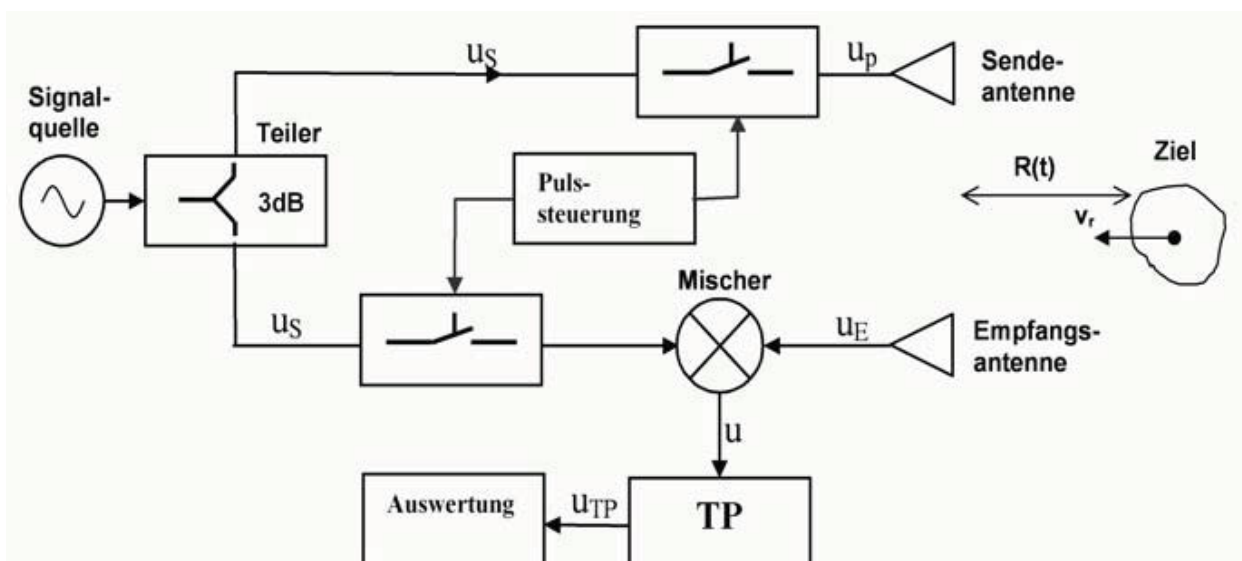 Signal-
quelle
Teiler
3dB
u_S
u_p
Sende-
antenne
Puls-
steuerung
R(t)
Ziel
v_r
u_S
Mischer
u_E
Empfangs-
antenne
u
Auswertung
u_TP
TP